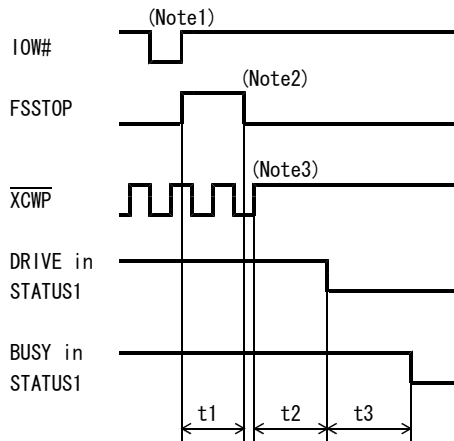 (Note1)
IOW#
(Note2)
FSSTOP
(Note3)
XCWP
DRIVE in
STATUS1
BUSY in
STATUS1
t1 t2 t3